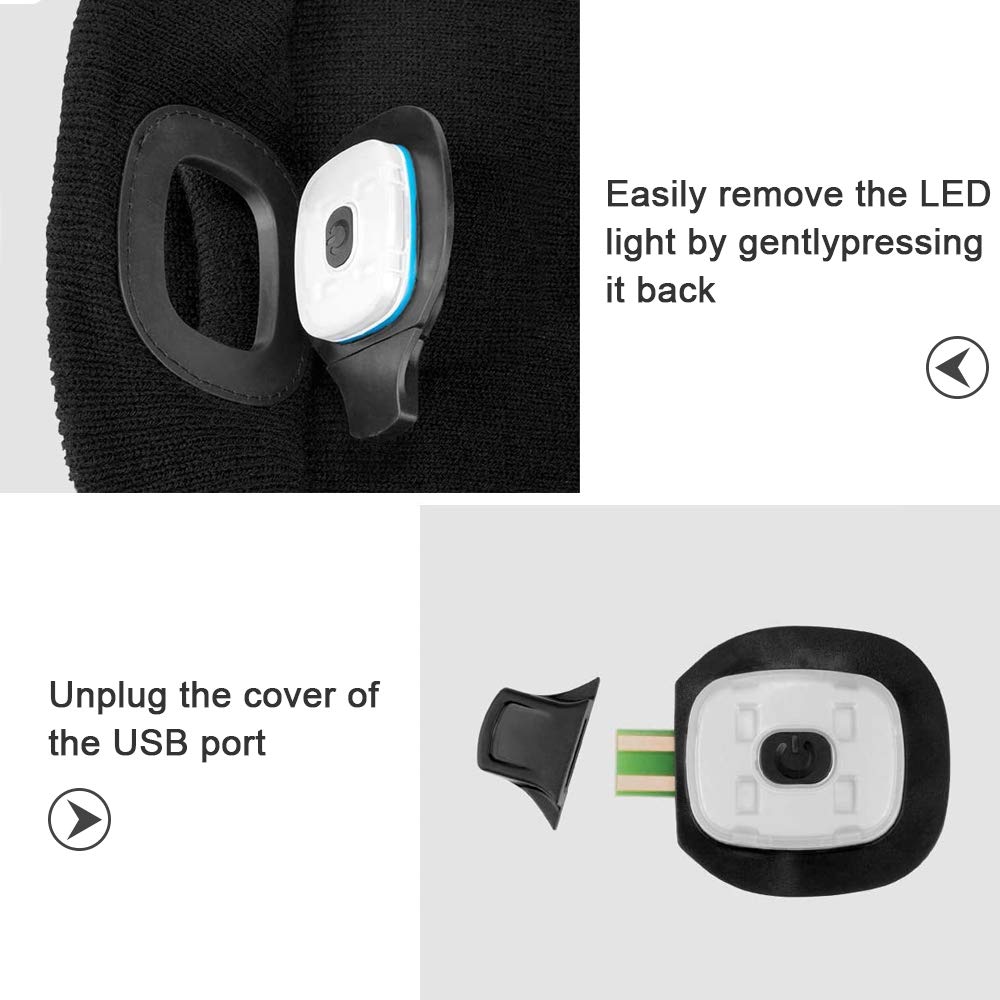 Easily remove the LED
light by gentlypressing
it back
Unplug the cover of
the USB port